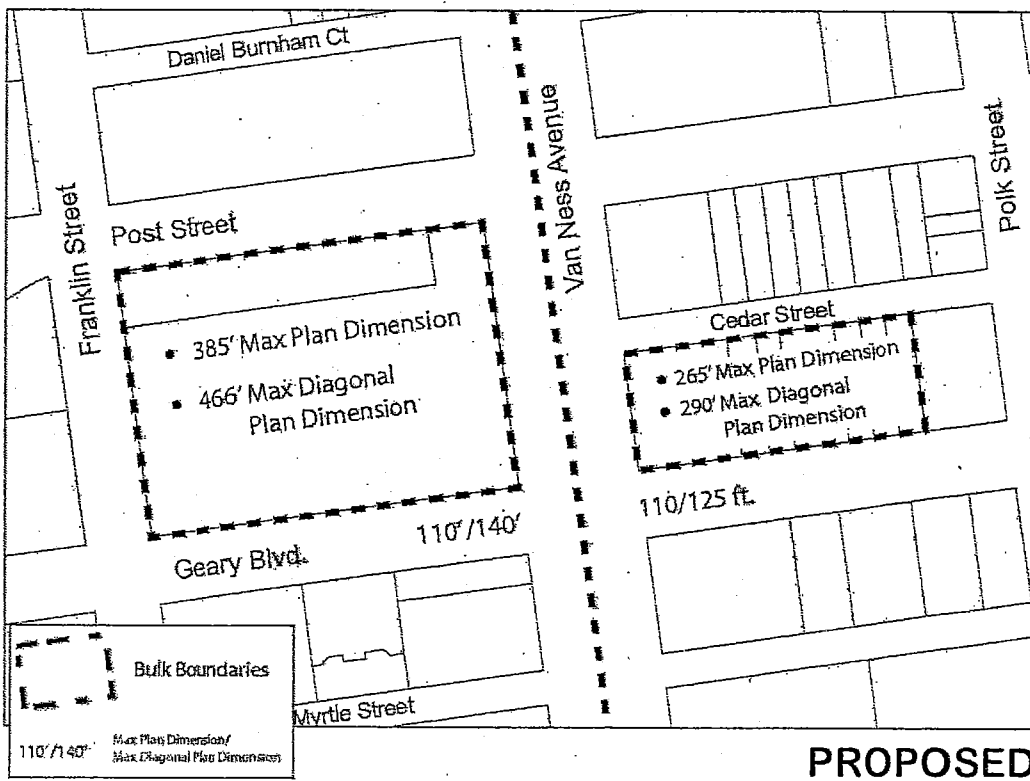 Daniel Burnham Ct
Franklin Street
Post Street
Van Ness Avenue
Polk Street
• 385' Max Plan Dimension
• 466' Max Diagonal
Plan Dimension
Cedar Street
• 265' Max Plan Dimension
• 290' Max Diagonal
Plan Dimension
110/125 ft.
110'/140'
Geary Blvd.
Myrtle Street
Bulk Boundaries
110'/140'
Max Plan Dimension/
Max Diagonal Plan Dimension
PROPOSED